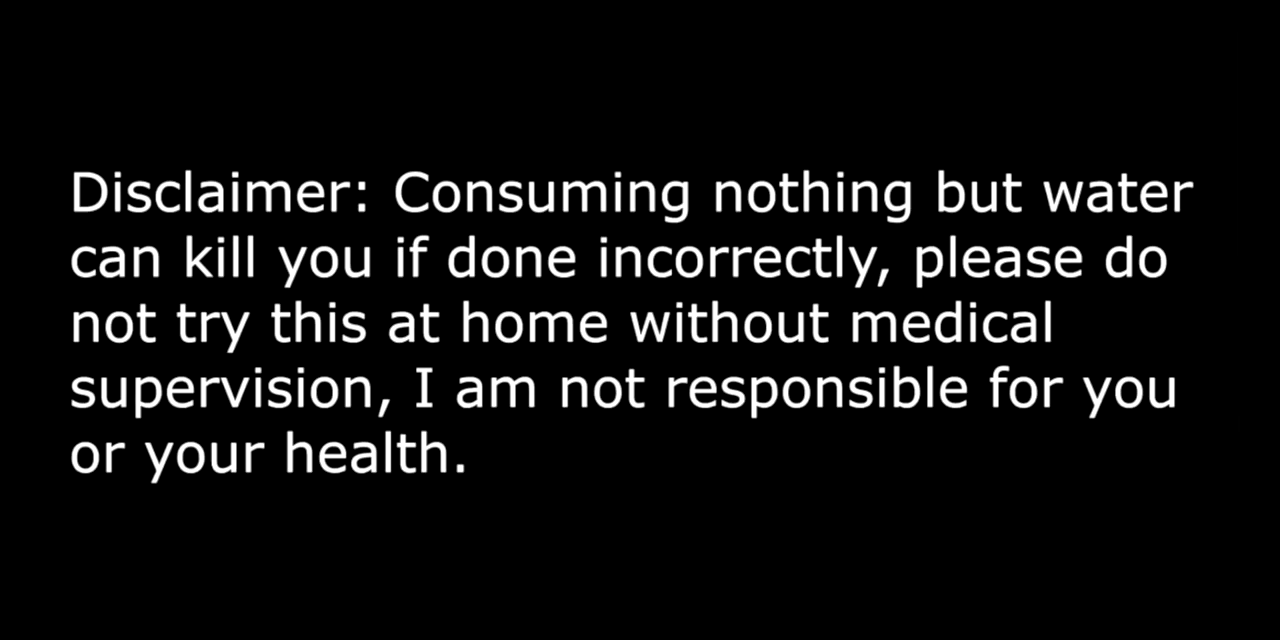 Disclaimer: Consuming nothing but water
can kill you if done incorrectly, please do
not try this at home without medical
supervision, I am not responsible for you
or your health.